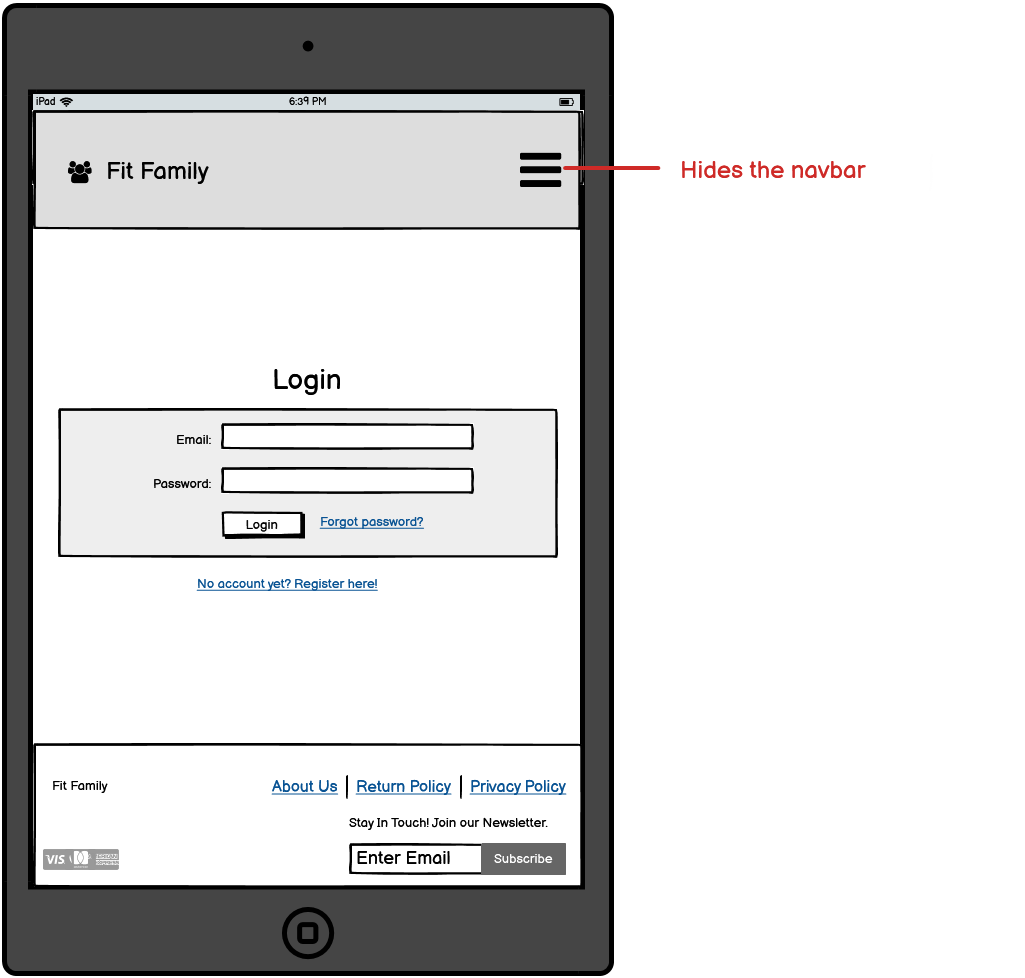 iPad 6:39 PM
Fit Family
Hides the navbar
Login
Email:
Password:
Login Forgot password?
No account yet? Register here!
Fit Family About Us Return Policy Privacy Policy
Stay In Touch! Join our Newsletter.
VIS Enter Email Subscribe